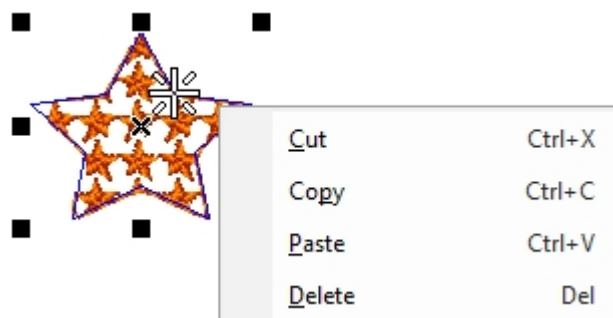 Cut Ctrl+X
Copy Ctrl+C
Paste Ctrl+V
Delete Del